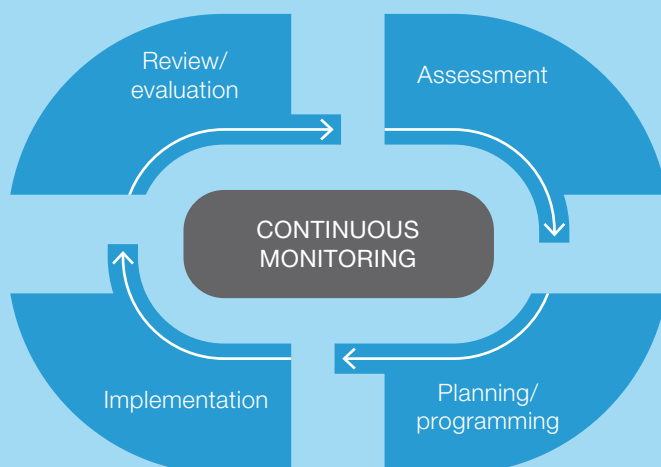 Review/
evaluation
Assessment
CONTINUOUS
MONITORING
Implementation
Planning/
programming